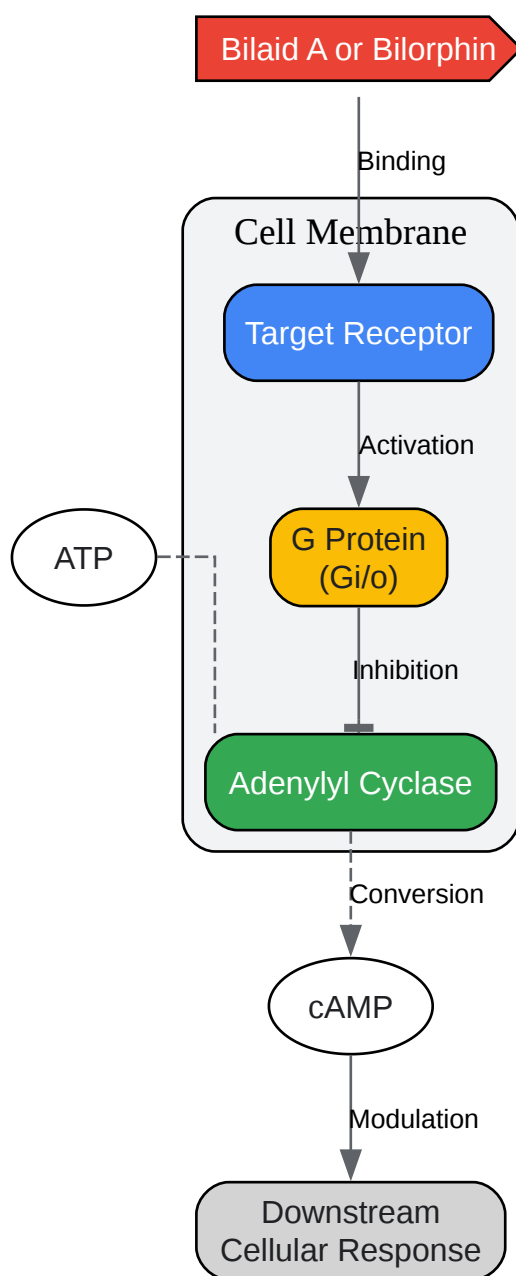 Bilaid A or Bilorphin
Binding
Cell Membrane
Target Receptor
Activation
G Protein
(Gi/o)
ATP
Inhibition
Adenylyl Cyclase
Conversion
cAMP
Modulation
Downstream
Cellular Response